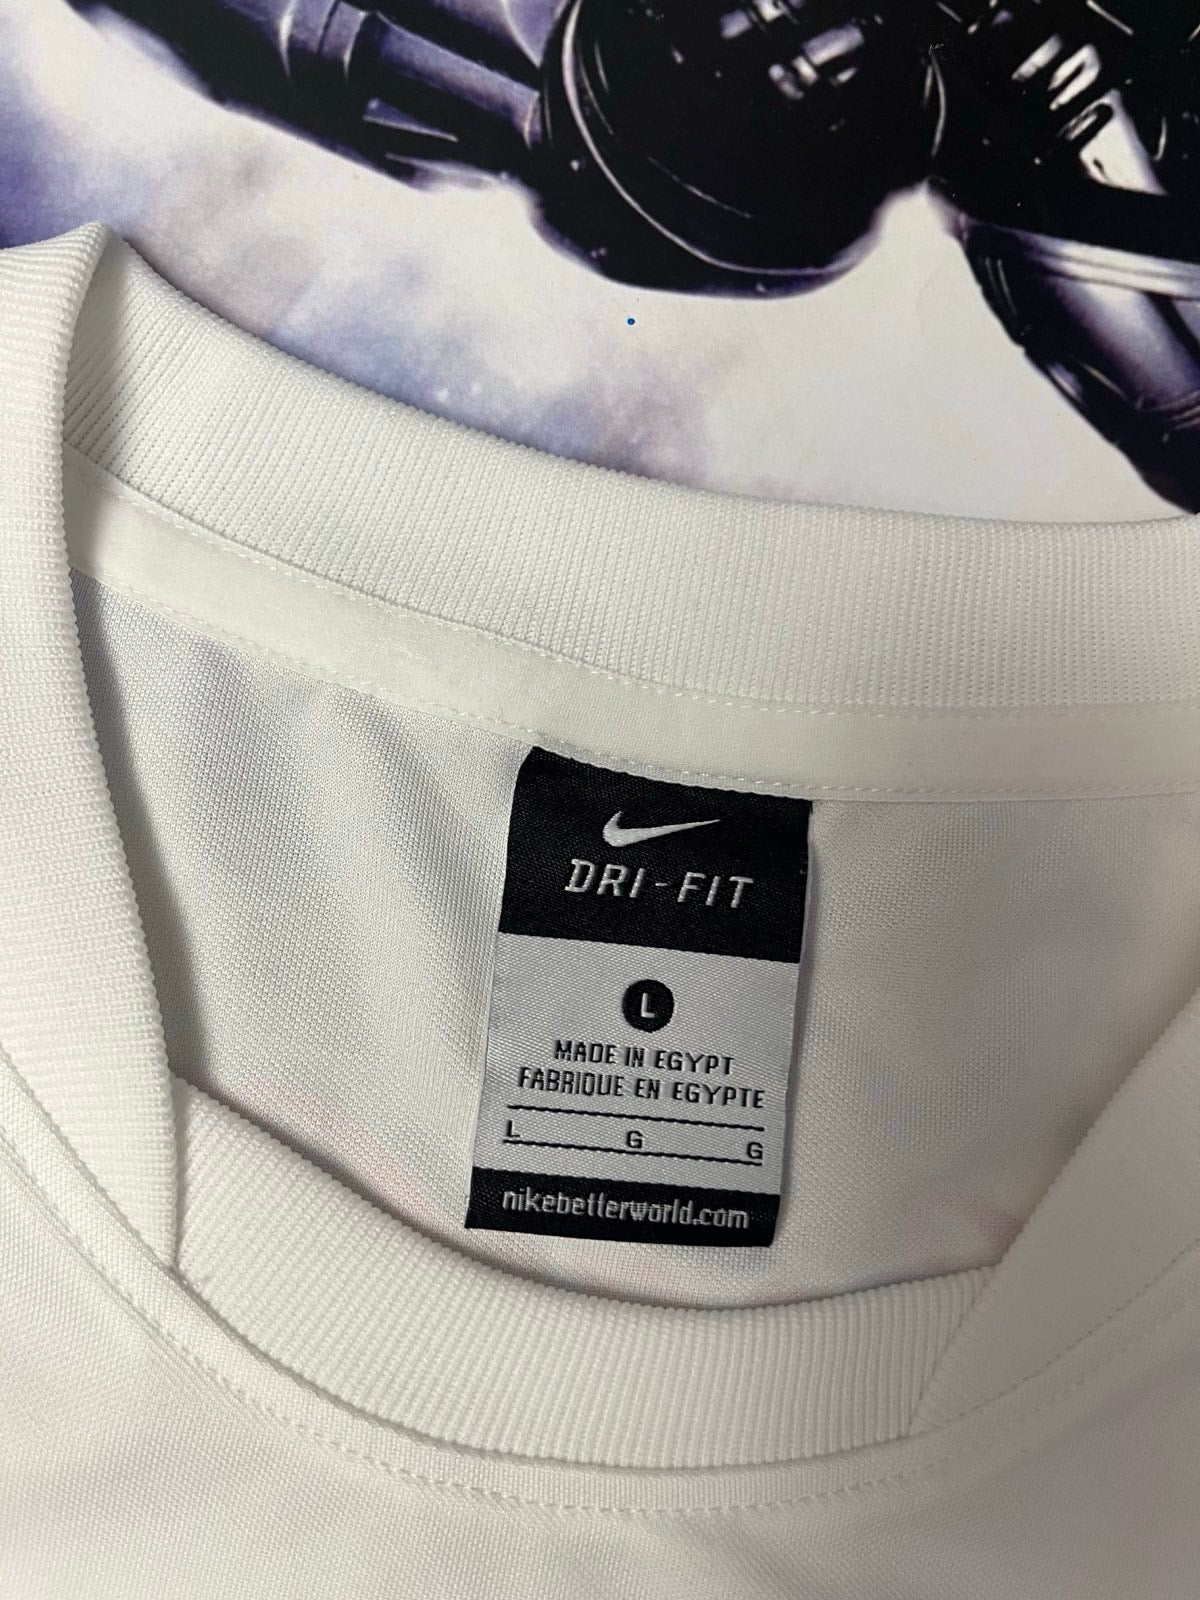 DRI-FIT
L
MADE IN EGYPT
FABRIQUE EN EGYPTE
L G G
nikebetterworld.com